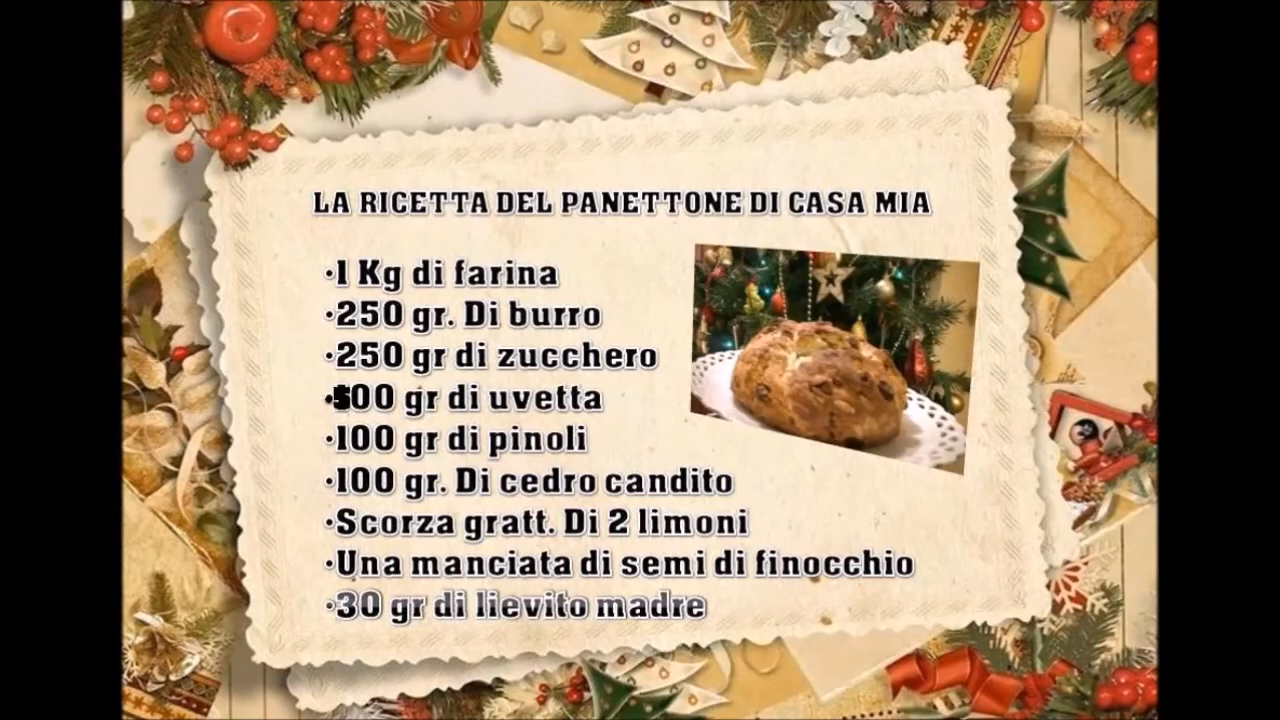 LA RICETTA DEL PANETTONE DI CASA MIA
•1 Kg di farina
•250 gr. Di burro
•250 gr di zucchero
•500 gr di uvetta
•100 gr di pinoli
•100 gr. Di cedro candito
•Scorza gratt. Di 2 limoni
•Una manciata di semi di finocchio
•30 gr di lievito madre